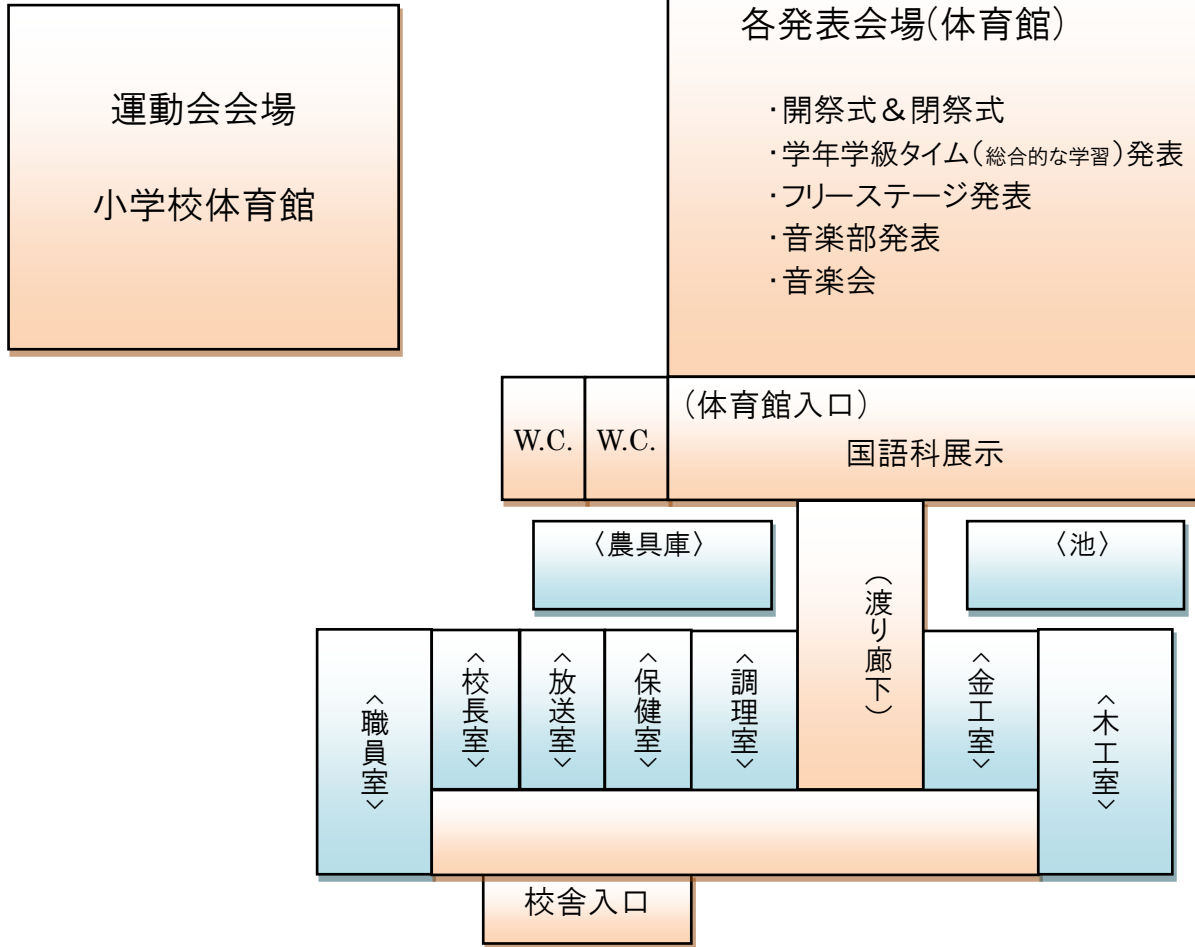 運動会会場
小学校体育館
各発表会場(体育館)
・開祭式＆閉祭式
・学年学級タイム(総合的な学習)発表
・フリーステージ発表
・音楽部発表
・音楽会
W.C.
W.C.
(体育館入口)
国語科展示
〈農具庫〉
(渡り廊下)
〈池〉
〈職員室〉
〈校長室〉
〈放送室〉
〈保健室〉
〈調理室〉
〈金工室〉
〈木工室〉
校舎入口